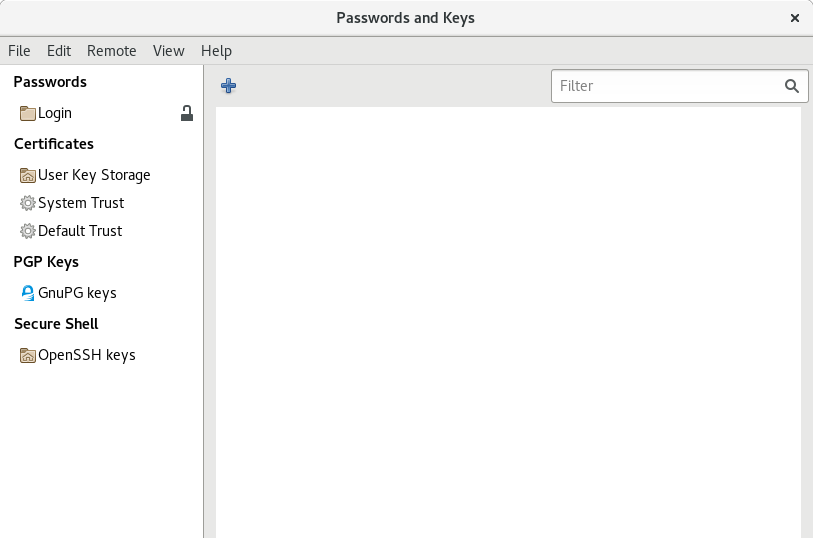 Passwords and Keys
File Edit Remote View Help
Passwords
Login
Certificates
User Key Storage
System Trust
Default Trust
PGP Keys
GnuPG keys
Secure Shell
OpenSSH keys
Filter